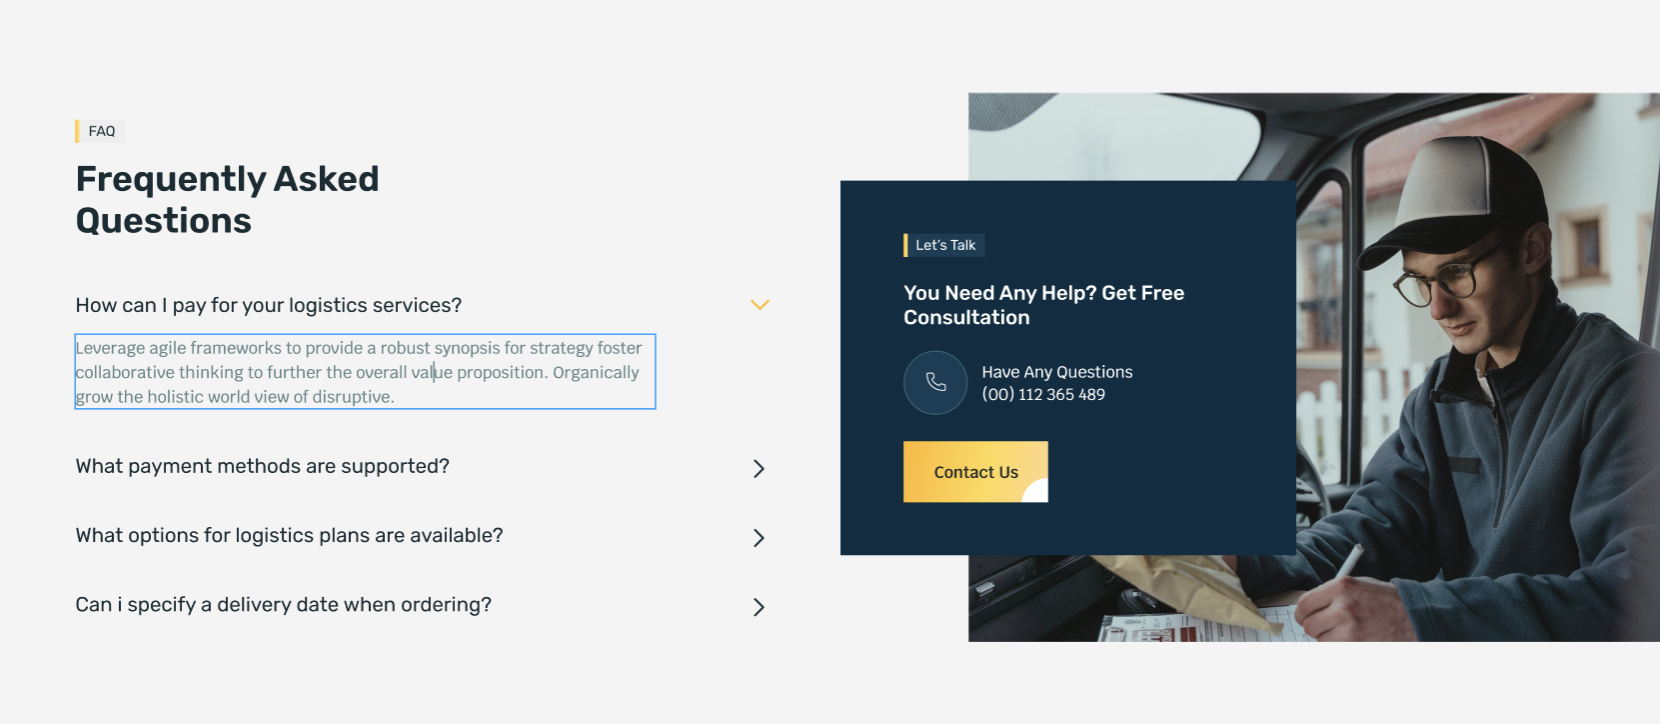 FAQ
Frequently Asked
Questions
How can I pay for your logistics services?
Leverage agile frameworks to provide a robust synopsis for strategy foster
collaborative thinking to further the overall value proposition. Organically
grow the holistic world view of disruptive.
What payment methods are supported?
What options for logistics plans are available?
Can i specify a delivery date when ordering?
Let's Talk
You Need Any Help? Get Free
Consultation
Have Any Questions
(00) 112 365 489
Contact Us